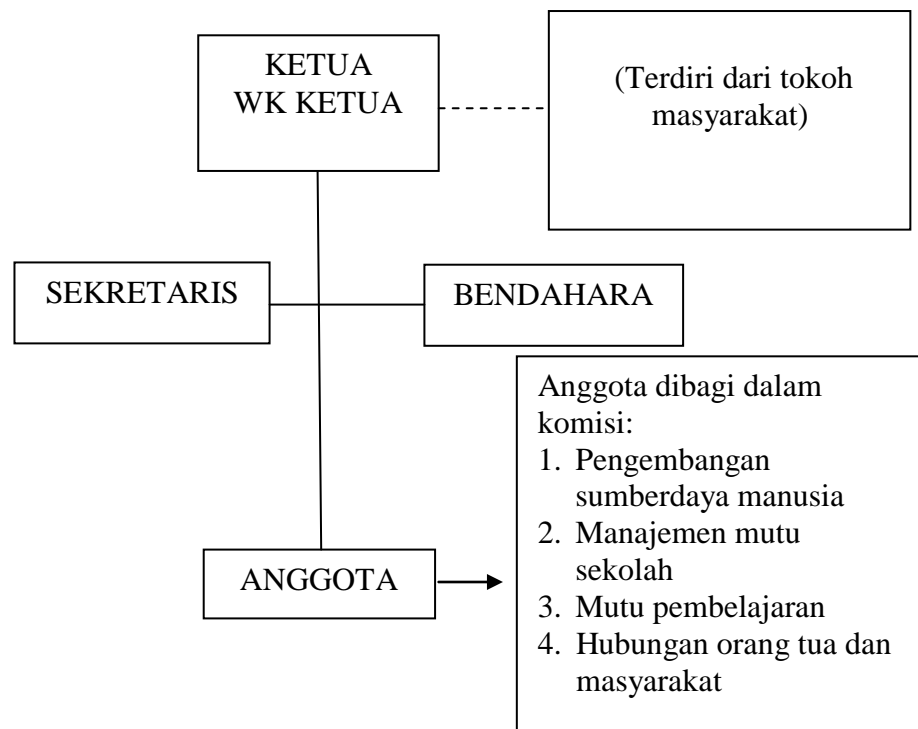 KETUA
WK KETUA
(Terdiri dari tokoh
masyarakat)
SEKRETARIS
BENDAHARA
Anggota dibagi dalam
komisi:
1. Pengembangan
sumberdaya manusia
2. Manajemen mutu
sekolah
3. Mutu pembelajaran
4. Hubungan orang tua dan
masyarakat
ANGGOTA